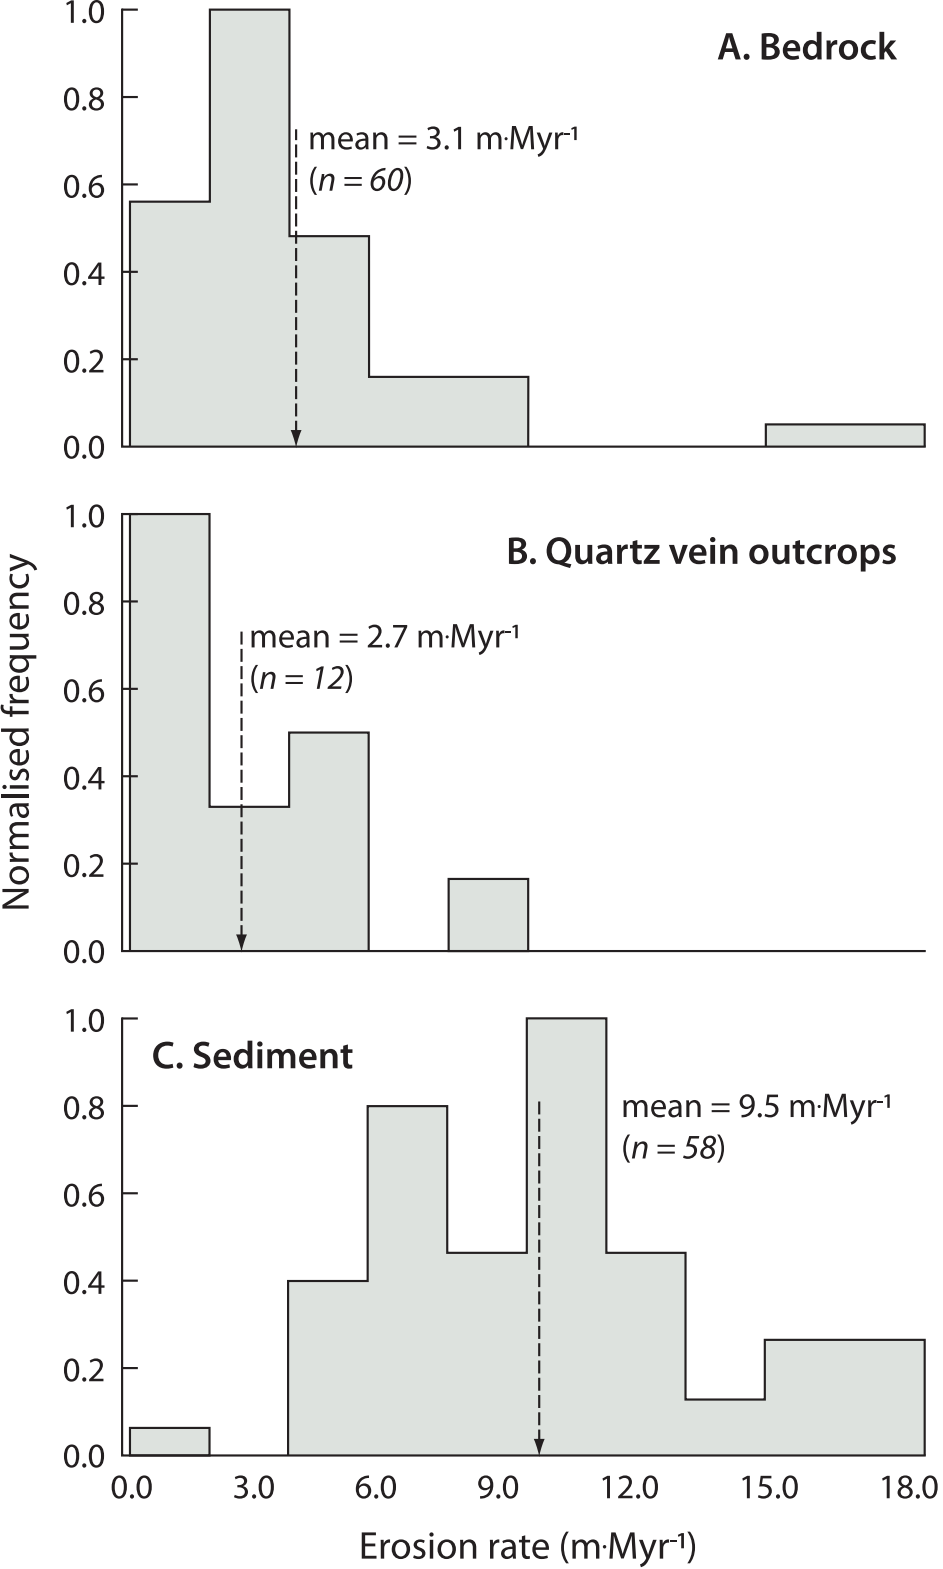 A. Bedrock
1.0
0.8
0.6
0.4
0.2
0.0
mean = 3.1 m·Myr⁻¹
(n = 60)
B. Quartz vein outcrops
1.0
0.8
0.6
0.4
0.2
0.0
mean = 2.7 m·Myr⁻¹
(n = 12)
Normalised frequency
C. Sediment
1.0
0.8
0.6
0.4
0.2
0.0
mean = 9.5 m·Myr⁻¹
(n = 58)
0.0 3.0 6.0 9.0 12.0 15.0 18.0
Erosion rate (m·Myr⁻¹)